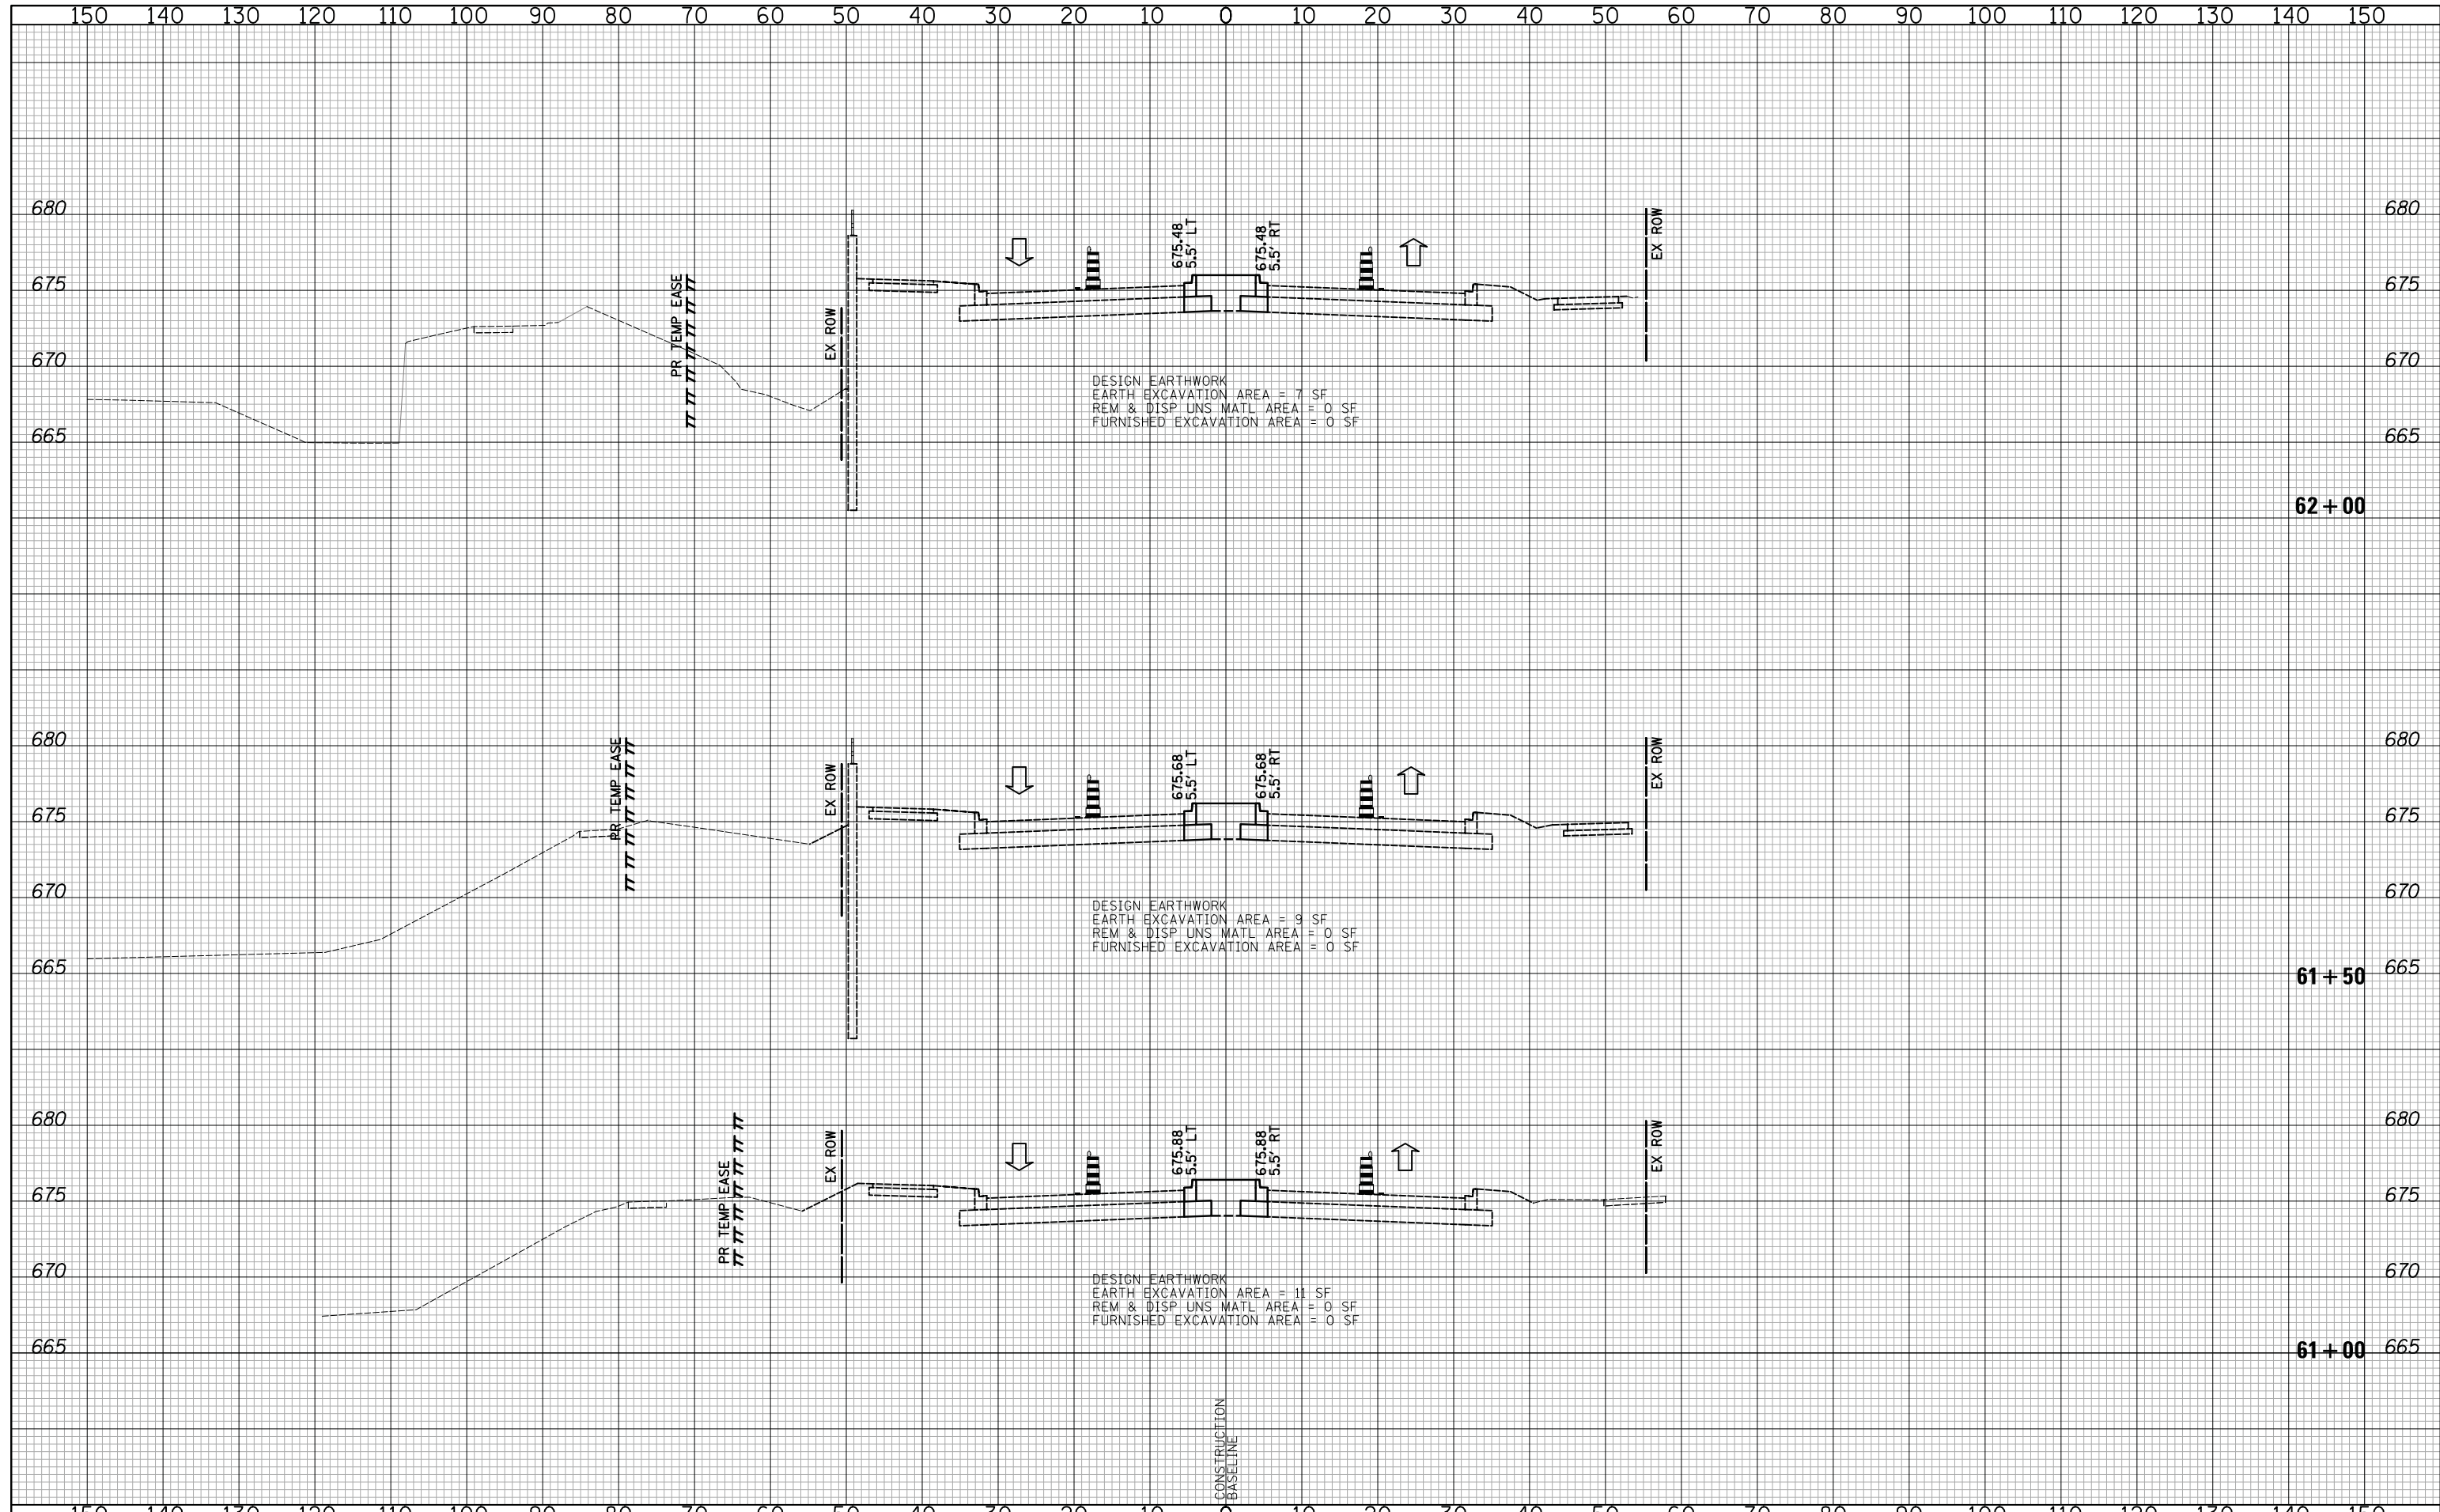 150 140 130 120 110 100 90 80 70 60 50 40 30 20 10 0 10 20 30 40 50 60 70 80 90 100 110 120 130 140 150
680 680
675.48
5.5' LT
675.48
5.5' RT
EX ROW
PR TEMP EASE
675 675
EX ROW
670 670
DESIGN EARTHWORK
EARTH EXCAVATION AREA = 7 SF
REM & DISP UNS MATL AREA = 0 SF
FURNISHED EXCAVATION AREA = 0 SF
665 665
62+00
680 680
PR TEMP EASE
EX ROW
675.68
5.5' LT
675.68
5.5' RT
EX ROW
675 675
670 670
DESIGN EARTHWORK
EARTH EXCAVATION AREA = 9 SF
REM & DISP UNS MATL AREA = 0 SF
FURNISHED EXCAVATION AREA = 0 SF
665 665
61+50
680 680
PR TEMP EASE
EX ROW
675.88
5.5' LT
675.88
5.5' RT
EX ROW
675 675
670 670
DESIGN EARTHWORK
EARTH EXCAVATION AREA = 11 SF
REM & DISP UNS MATL AREA = 0 SF
FURNISHED EXCAVATION AREA = 0 SF
665 665
61+00
CONSTRUCTION
BASELINE
150 140 130 120 110 100 90 80 70 60 50 40 30 20 10 0 10 20 30 40 50 60 70 80 90 100 110 120 130 140 150